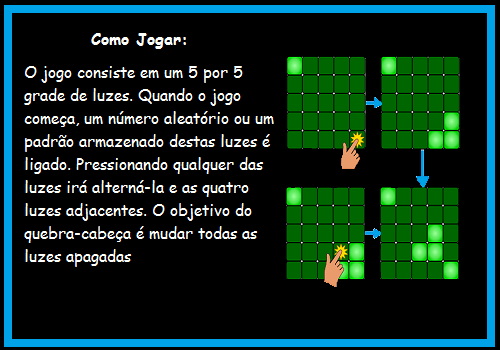 Como Jogar:
O jogo consiste em um 5 por 5
grade de luzes. Quando o jogo
começa, um número aleatório ou um
padrão armazenado destas luzes é
ligado. Pressionando qualquer das
luzes irá alterná-la e as quatro
luzes adjacentes. O objetivo do
quebra-cabeça é mudar todas as
luzes apagadas